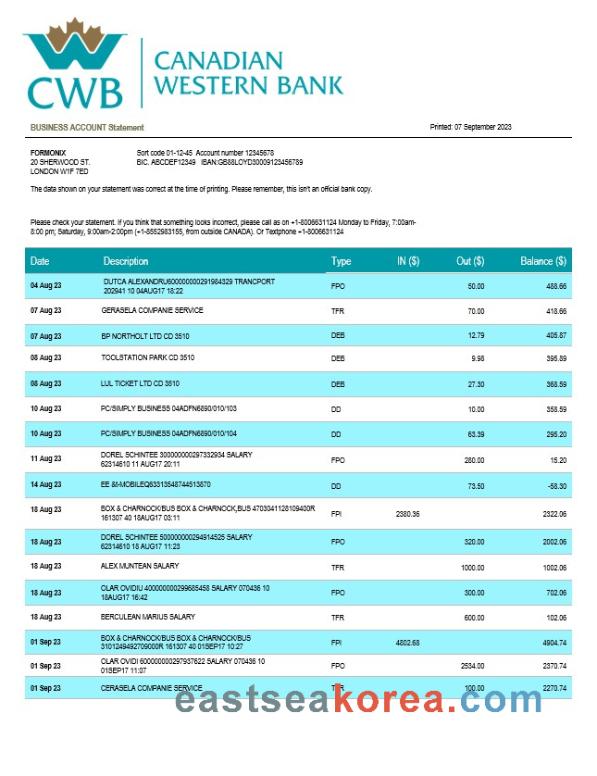 CWB
CANADIAN
WESTERN BANK
BUSINESS ACCOUNT Statement
Printed: 07 September 2023
FORMONIX
20 SHERWOOD ST.
LONDON W1F 7ED
Sort code 01-12-45 Account number 12345678
BIC. ABCDEF12349 IBAN:GB88LOYD30009123456789
The data shown on your statement was correct at the time of printing. Please remember, this isn't an official bank copy.
Please check your statement. If you think that something looks incorrect, please call as on +1-8006631124 Monday to Friday, 7:00am-
8:00 pm; Saturday, 9:00am-2:00pm (+1-8552983155, from outside CANADA). Or Textphone +1-8006631124
Date Description Type IN ($) Out ($) Balance ($)
04 Aug 23 DUTCA ALEXANDRU600000000291984329 TRANCPORT FPO 50.00 488.66
202941 10 04AUG17 18:22
07 Aug 23 GERASELA COMPANIE SERVICE TFR 70.00 418.66
07 Aug 23 BP NORTHOLT LTD CD 3510 DEB 12.79 405.87
08 Aug 23 TOOLSTATION PARK CD 3510 DEB 9.98 395.89
08 Aug 23 LUL TICKET LTD CD 3510 DEB 27.30 368.59
10 Aug 23 PC/SIMPLY BUSINESS 04ADFN6890/010/103 DD 10.00 358.59
10 Aug 23 PC/SIMPLY BUSINESS 04ADFN6890/010/104 DD 63.39 295.20
11 Aug 23 DOREL SCHINTEE 300000000297332934 SALARY FPO 280.00 15.20
62314610 11 AUG17 20:11
14 Aug 23 EE &t-MOBILEQ63313548744513870 DD 73.50 -58.30
18 Aug 23 BOX & CHARNOCK/BUS BOX & CHARNOCK,BUS 4703041128109400R FPI 2380.36 2322.06
161307 40 18AUG17 03:11
18 Aug 23 DOREL SCHINTEE 500000000294914525 SALARY FPO 320.00 2002.06
62314610 18 AUG17 11:23
18 Aug 23 ALEX MUNTEAN SALARY TFR 1000.00 1002.06
18 Aug 23 OLAR OVIDIU 400000000299685458 SALARY 070436 10 FPO 300.00 702.06
18AUG17 16:42
18 Aug 23 BERCULEAN MARIUS SALARY TFR 600.00 102.06
01 Sep 23 BOX & CHARNOCK/BUS BOX & CHARNOCK/BUS FPI 4802.68 4904.74
3101249492709000R 161307 40 01SEP17 10:27
01 Sep 23 OLAR OVIDI 600000000297937622 SALARY 070436 10 FPO 2534.00 2370.74
01SEP17 11:07
01 Sep 23 CERASELA COMPANIE SERVICE TFR 100.00 2270.74
eastseakorea.com